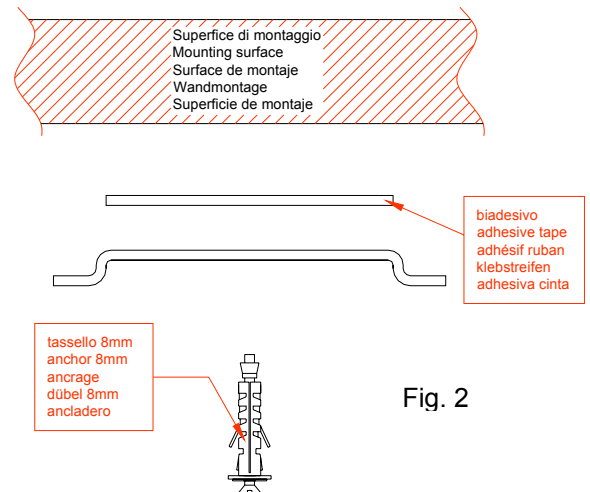 Superfice di montaggio
Mounting surface
Surface de montaje
Wandmontage
Superficie de montaje
biadesivo
adhesive tape
adhésif ruban
klebstreifen
adhesiva cinta
tassello 8mm
anchor 8mm
ancrage
dübel 8mm
ancladero
Fig. 2